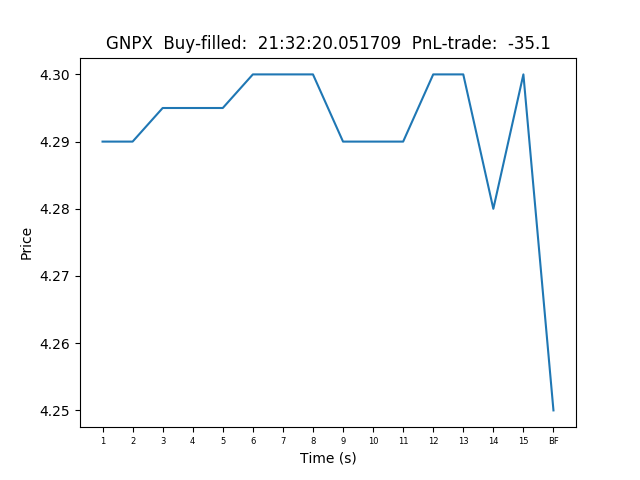 GNPX  Buy-filled:  21:32:20.051709  PnL-trade:  -35.1
4.30
4.29
4.28
4.27
4.26
4.25
Price
1 2 3 4 5 6 7 8 9 10 11 12 13 14 15 BF
Time (s)